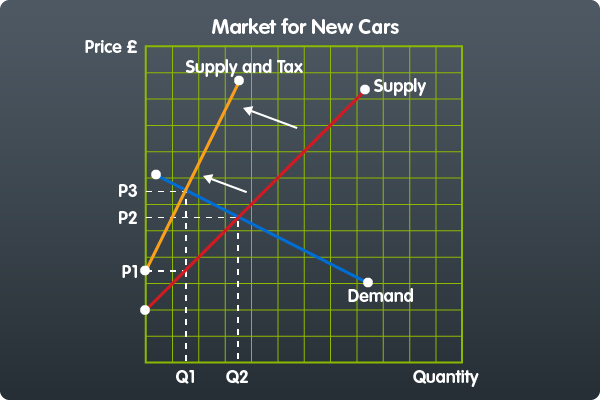 Market for New Cars
Price £
Supply and Tax
Supply
P3
P2
P1
Demand
Q1
Q2
Quantity